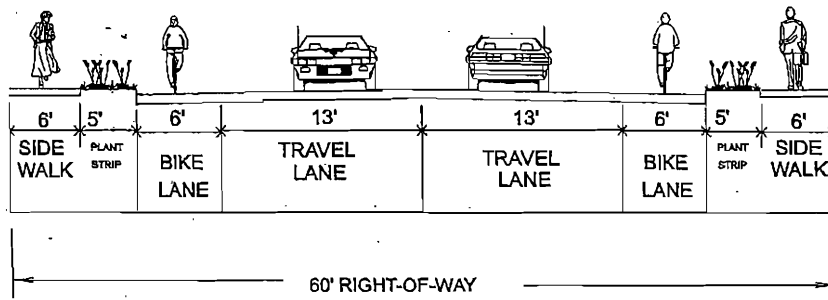 6' 5' 6' 13' 13' 6' 5' 6'
SIDE WALK
PLANT STRIP
BIKE LANE
TRAVEL LANE
TRAVEL LANE
BIKE LANE
PLANT STRIP
SIDE WALK
60' RIGHT-OF-WAY